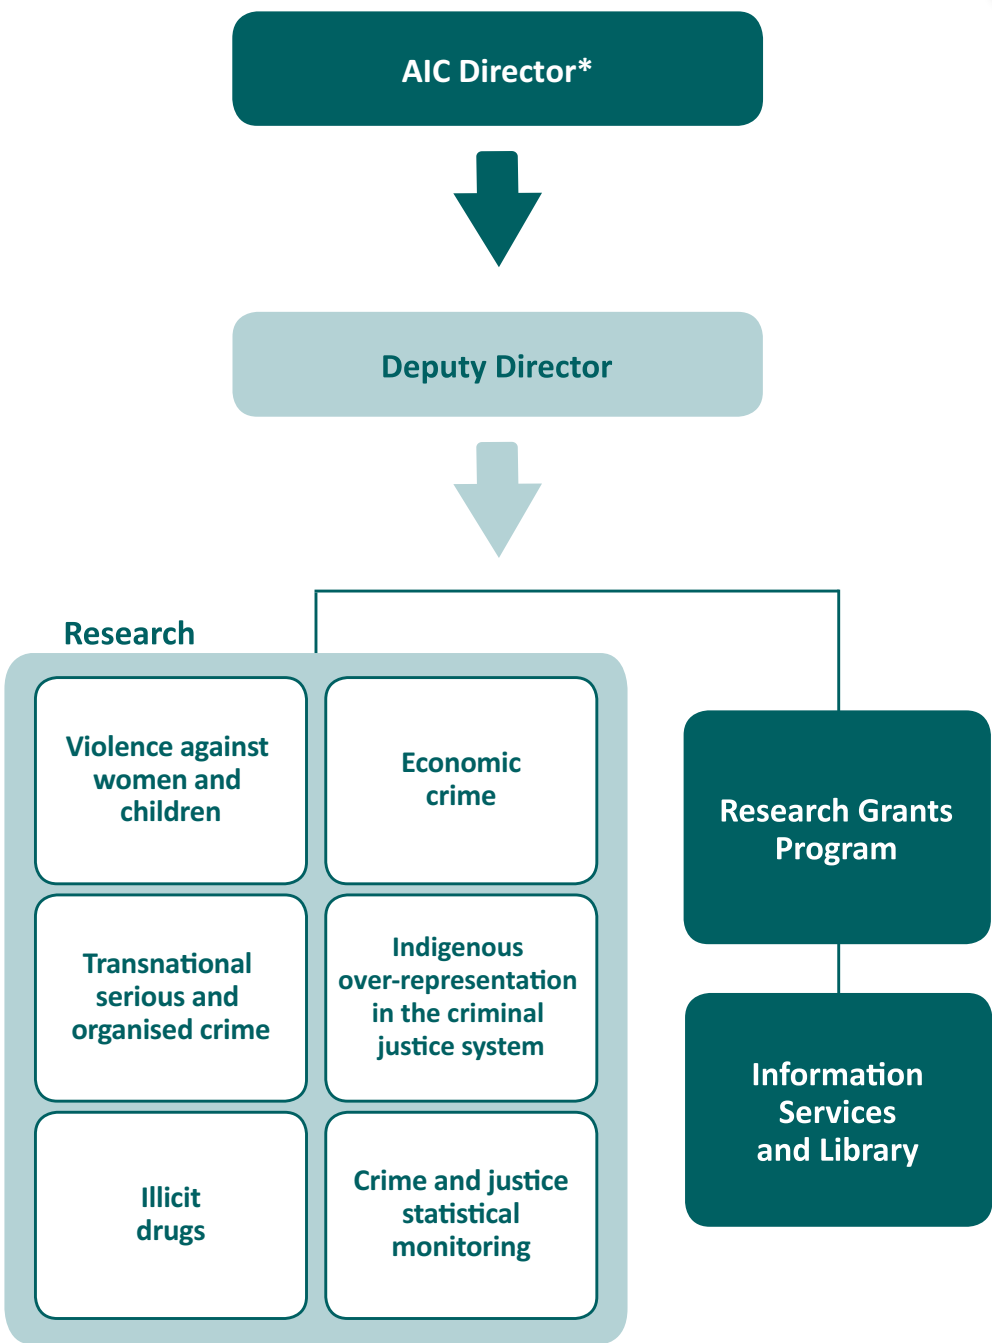 AIC Director*
Deputy Director
Research
Violence against
women and
children
Economic
crime
Transnational
serious and
organised crime
Indigenous
over-representation
in the criminal
justice system
Illicit
drugs
Crime and justice
statistical
monitoring
Research Grants
Program
Information
Services
and Library